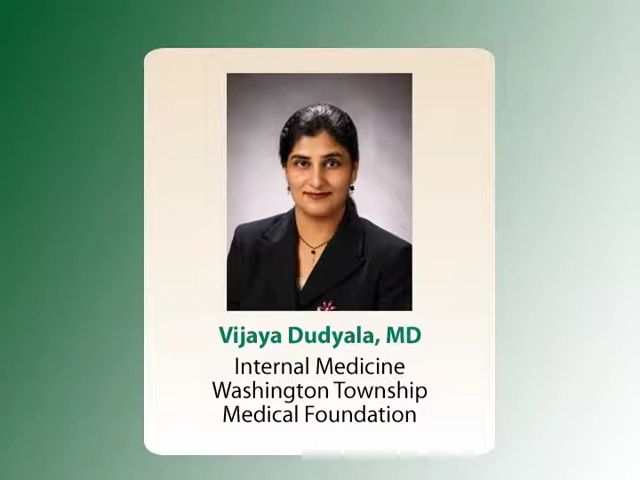 Vijaya Dudyala, MD
Internal Medicine
Washington Township
Medical Foundation